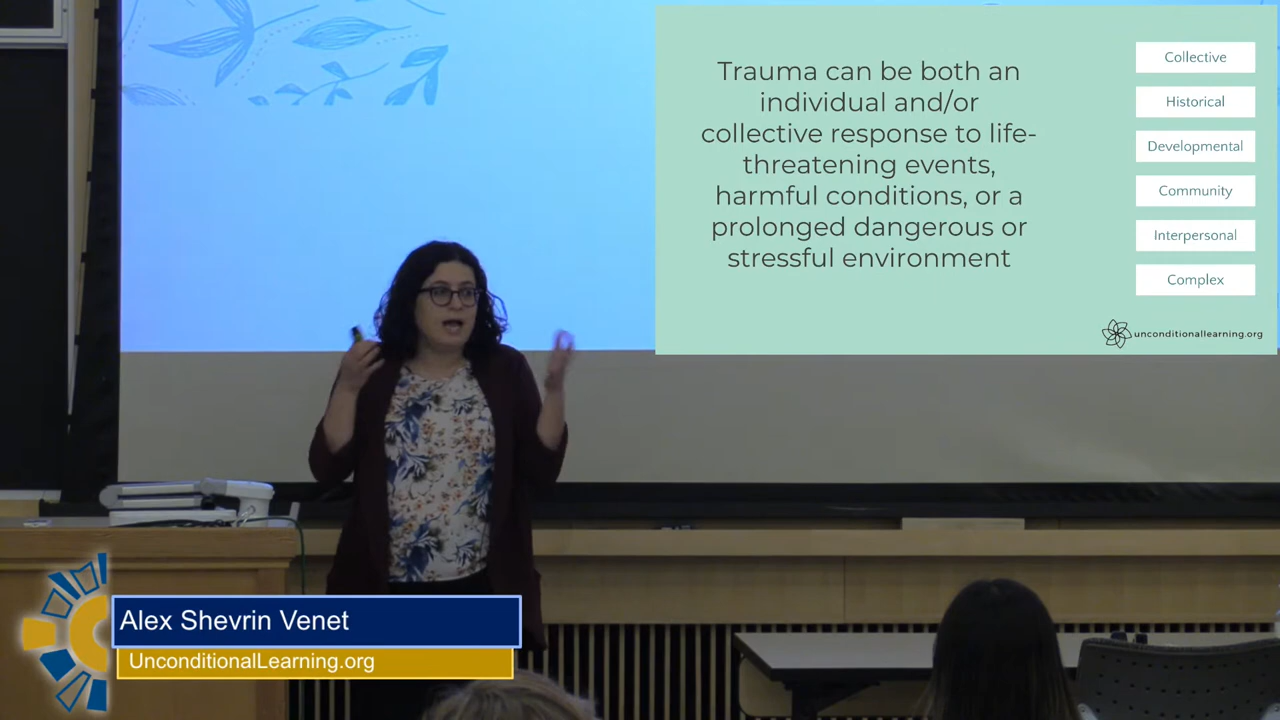 Trauma can be both an
individual and/or
collective response to life-
threatening events,
harmful conditions, or a
prolonged dangerous or
stressful environment
Collective
Historical
Developmental
Community
Interpersonal
Complex
unconditionallearning.org
Alex Shevrin Venet
UnconditionalLearning.org